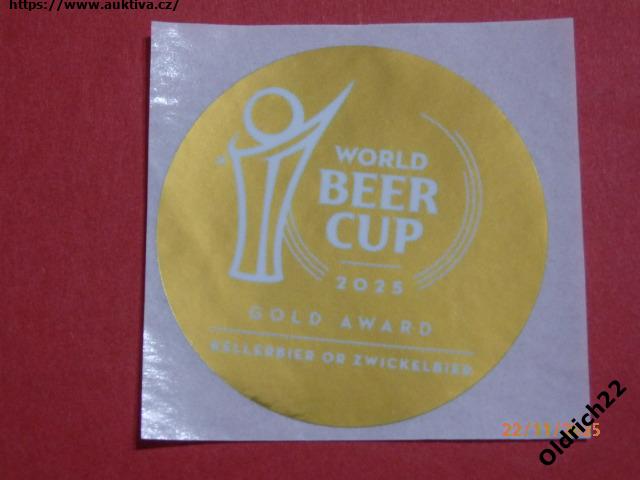 https://www.auktiva.cz/
WORLD
BEER
CUP
2025
GOLD AWARD
KELLERBIER OR ZWICKELBIER
Oldrich22